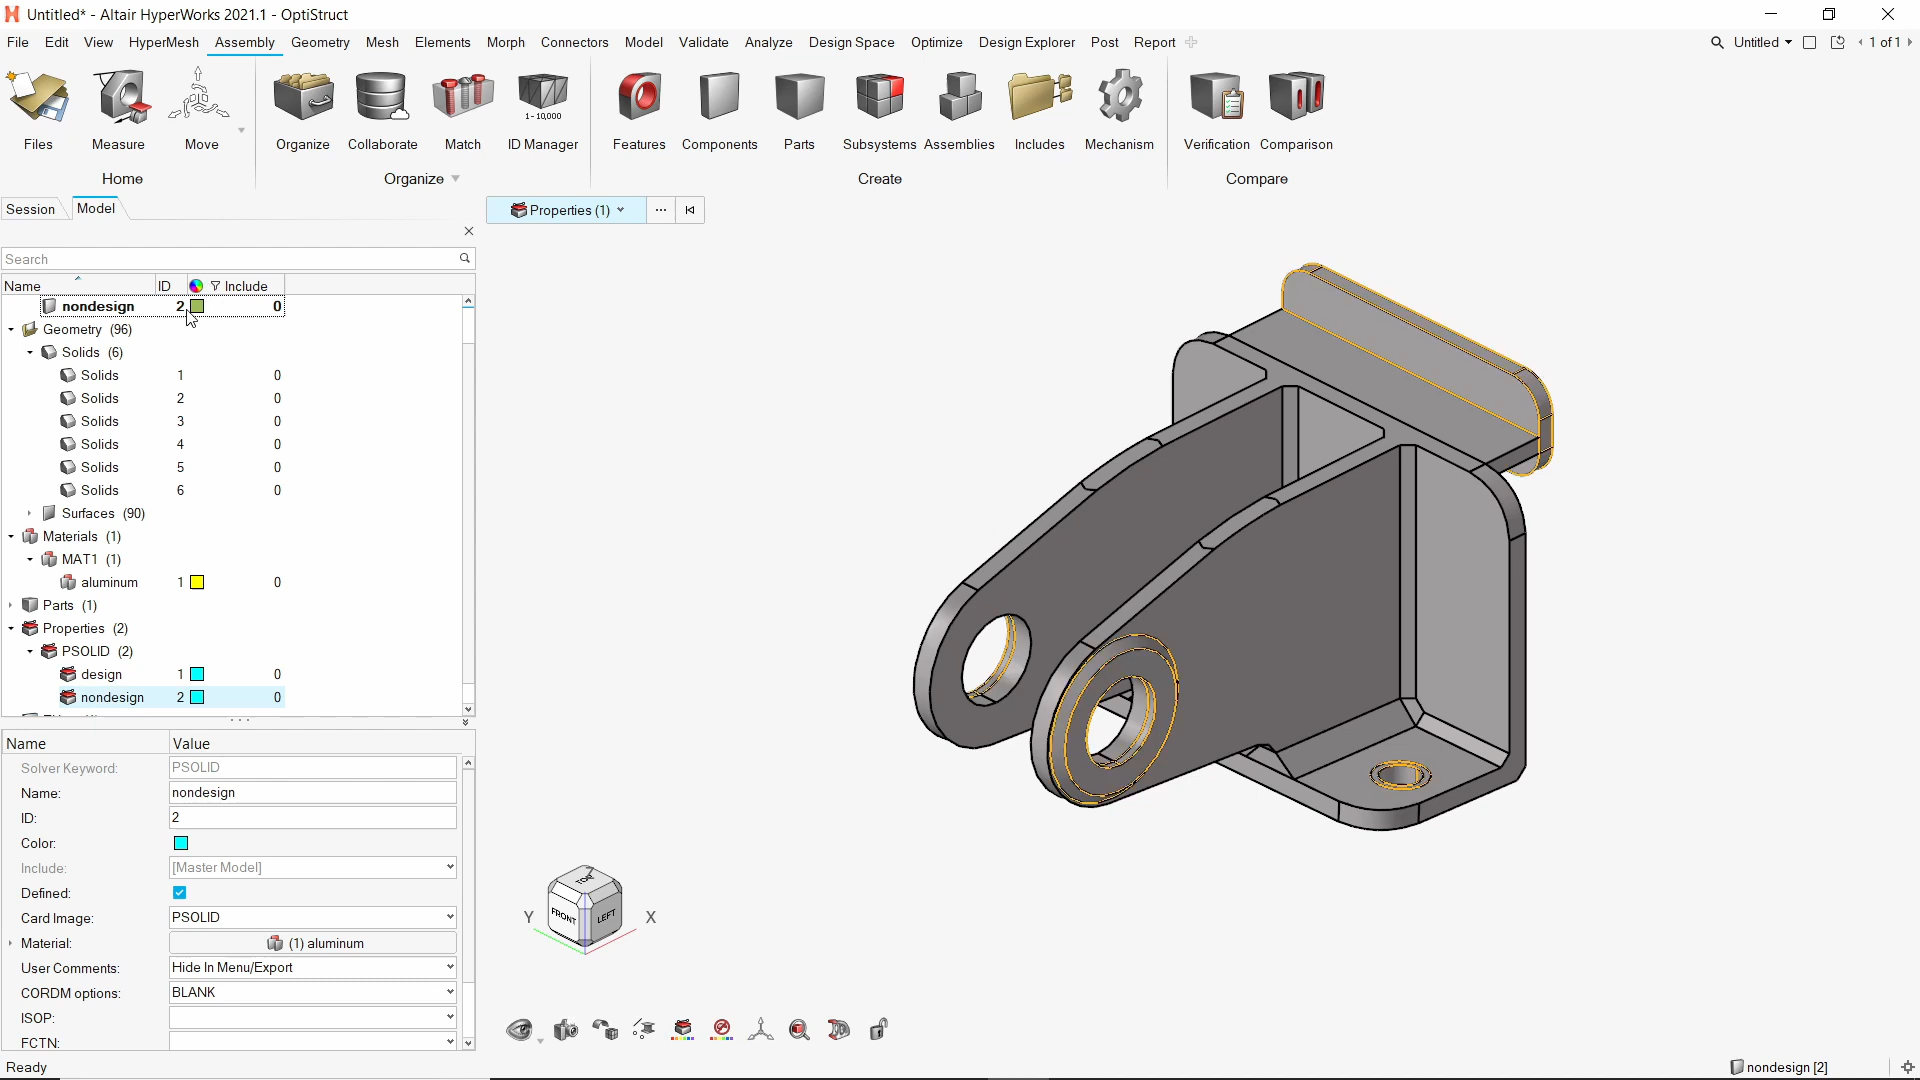 Untitled* - Altair HyperWorks 2021.1 - OptiStruct
File Edit View HyperMesh Assembly Geometry Mesh Elements Morph Connectors Model Validate Analyze Design Space Optimize Design Explorer Post Report
Untitled 1 of 1
1 - 10,000
Files Measure Move Organize Collaborate Match ID Manager Features Components Parts Subsystems Assemblies Includes Mechanism Verification Comparison
Home Organize Create Compare
Session Model
Properties (1)
Search
Name ID Include
nondesign 2 0
Geometry (96)
Solids (6)
Solids 1 0
Solids 2 0
Solids 3 0
Solids 4 0
Solids 5 0
Solids 6 0
Surfaces (90)
Materials (1)
MAT1 (1)
aluminum 1 0
Parts (1)
Properties (2)
PSOLID (2)
design 1 0
nondesign 2 0
Name Value
Solver Keyword: PSOLID
Name: nondesign
ID: 2
Color:
Include: [Master Model]
Defined:
Card Image: PSOLID
Material: (1) aluminum
User Comments: Hide In Menu/Export
CORDM options: BLANK
ISOP:
FCTN:
TOP
FRONT LEFT
Y X
Ready
nondesign [2]